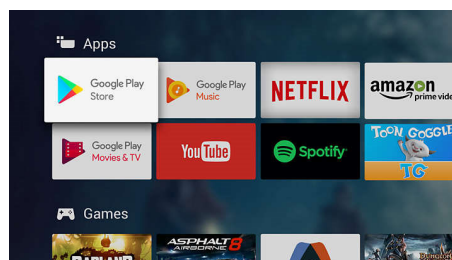 Apps
Google Play
Store
Google Play
Music
NETFLIX
amazon
prime vide
Google Play
Movies & TV
YouTube
Spotify
TOON GOGGLE
TG
Games
BADLAND
ASPHALT 8
AIRBORNE